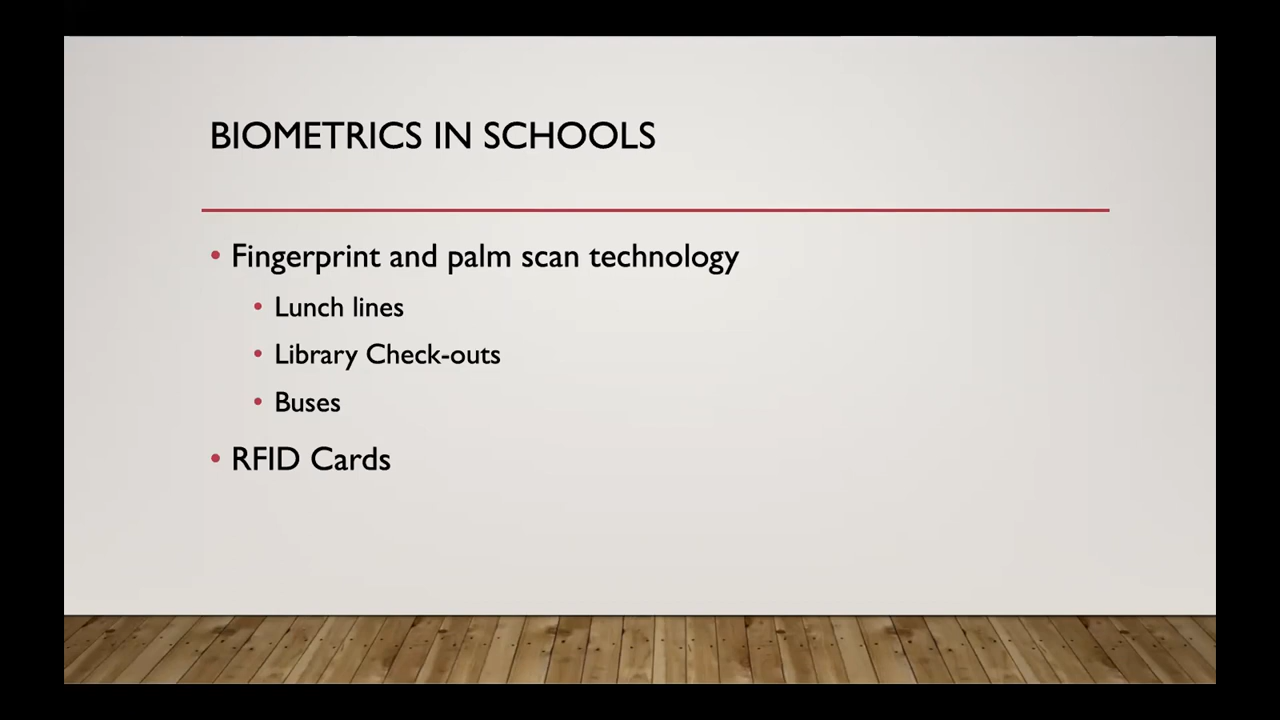 BIOMETRICS IN SCHOOLS
• Fingerprint and palm scan technology
• Lunch lines
• Library Check-outs
• Buses
• RFID Cards